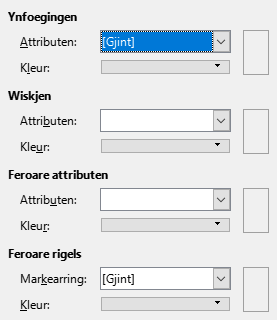 Ynfoegingen
Attributen: [Gjint]
Kleur:
Wiskjen
Attributen:
Kleur:
Feroare attributen
Attributen:
Kleur:
Feroare rigels
Markearring: [Gjint]
Kleur: